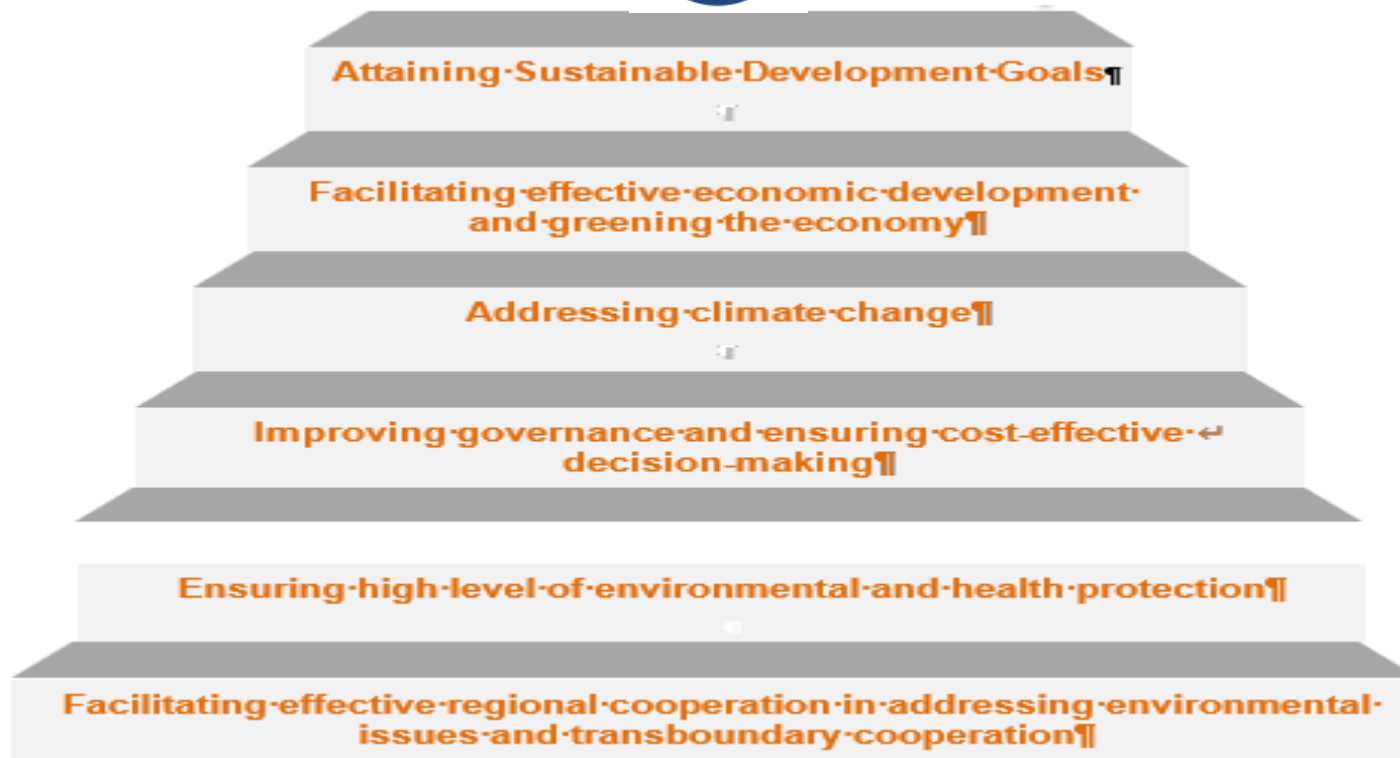 Attaining·Sustainable·Development·Goals¶
¶
Facilitating·effective·economic·development·
and·greening·the·economy¶
Addressing·climate·change¶
¶
Improving·governance·and·ensuring·cost-effective·↵
decision-making¶
Ensuring·high·level·of·environmental·and·health·protection¶
¶
Facilitating·effective·regional·cooperation·in·addressing·environmental·
issues·and·transboundary·cooperation¶